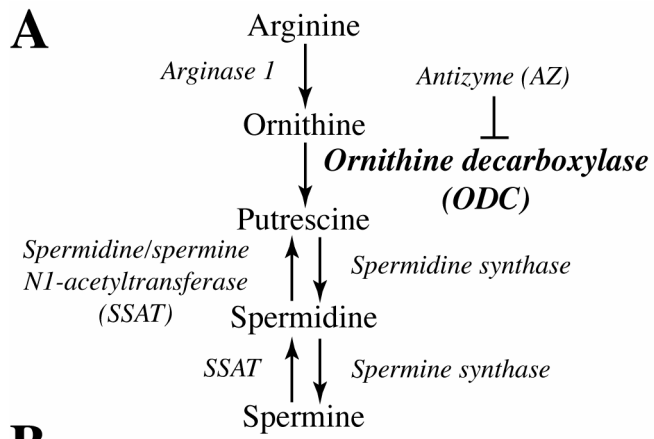 A
Arginine
Arginase 1
Antizyme (AZ)
Ornithine
Ornithine decarboxylase
(ODC)
Putrescine
Spermidine/spermine
N1-acetyltransferase
(SSAT)
Spermidine synthase
Spermidine
SSAT
Spermine synthase
Spermine